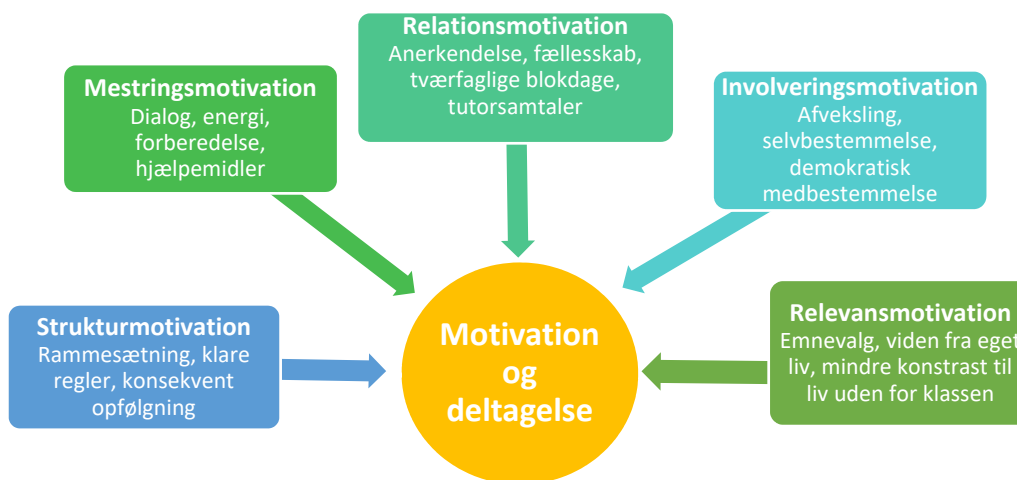 Relationsmotivation
Anerkendelse, fællesskab,
tværfaglige blokdage,
tutorsamtaler
Mestringsmotivation
Dialog, energi,
forberedelse,
hjælpemidler
Involveringsmotivation
Afveksling,
selvbestemmelse,
demokratisk
medbestemmelse
Strukturmotivation
Rammesætning, klare
regler, konsekvent
opfølgning
Motivation
og
deltagelse
Relevansmotivation
Emnevalg, viden fra eget
liv, mindre konstrast til
liv uden for klassen